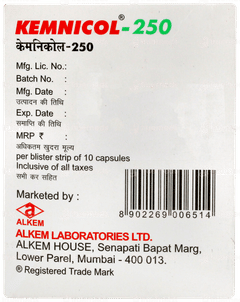 KEMNICOL®-250
केमनिकोल-250
Mfg. Lic. No.:
Batch No. :
Mfg. Date :
उत्पादन की तिथि
Exp. Date :
समाप्ति की तिथि
MRP ₹ :
अधिकतम खुदरा मूल्य
per blister strip of 10 capsules
Inclusive of all taxes
सभी कर सहित
Marketed by :
ALKEM
8 902269 006514
ALKEM LABORATORIES LTD.
ALKEM HOUSE, Senapati Bapat Marg,
Lower Parel, Mumbai - 400 013.
® Registered Trade Mark